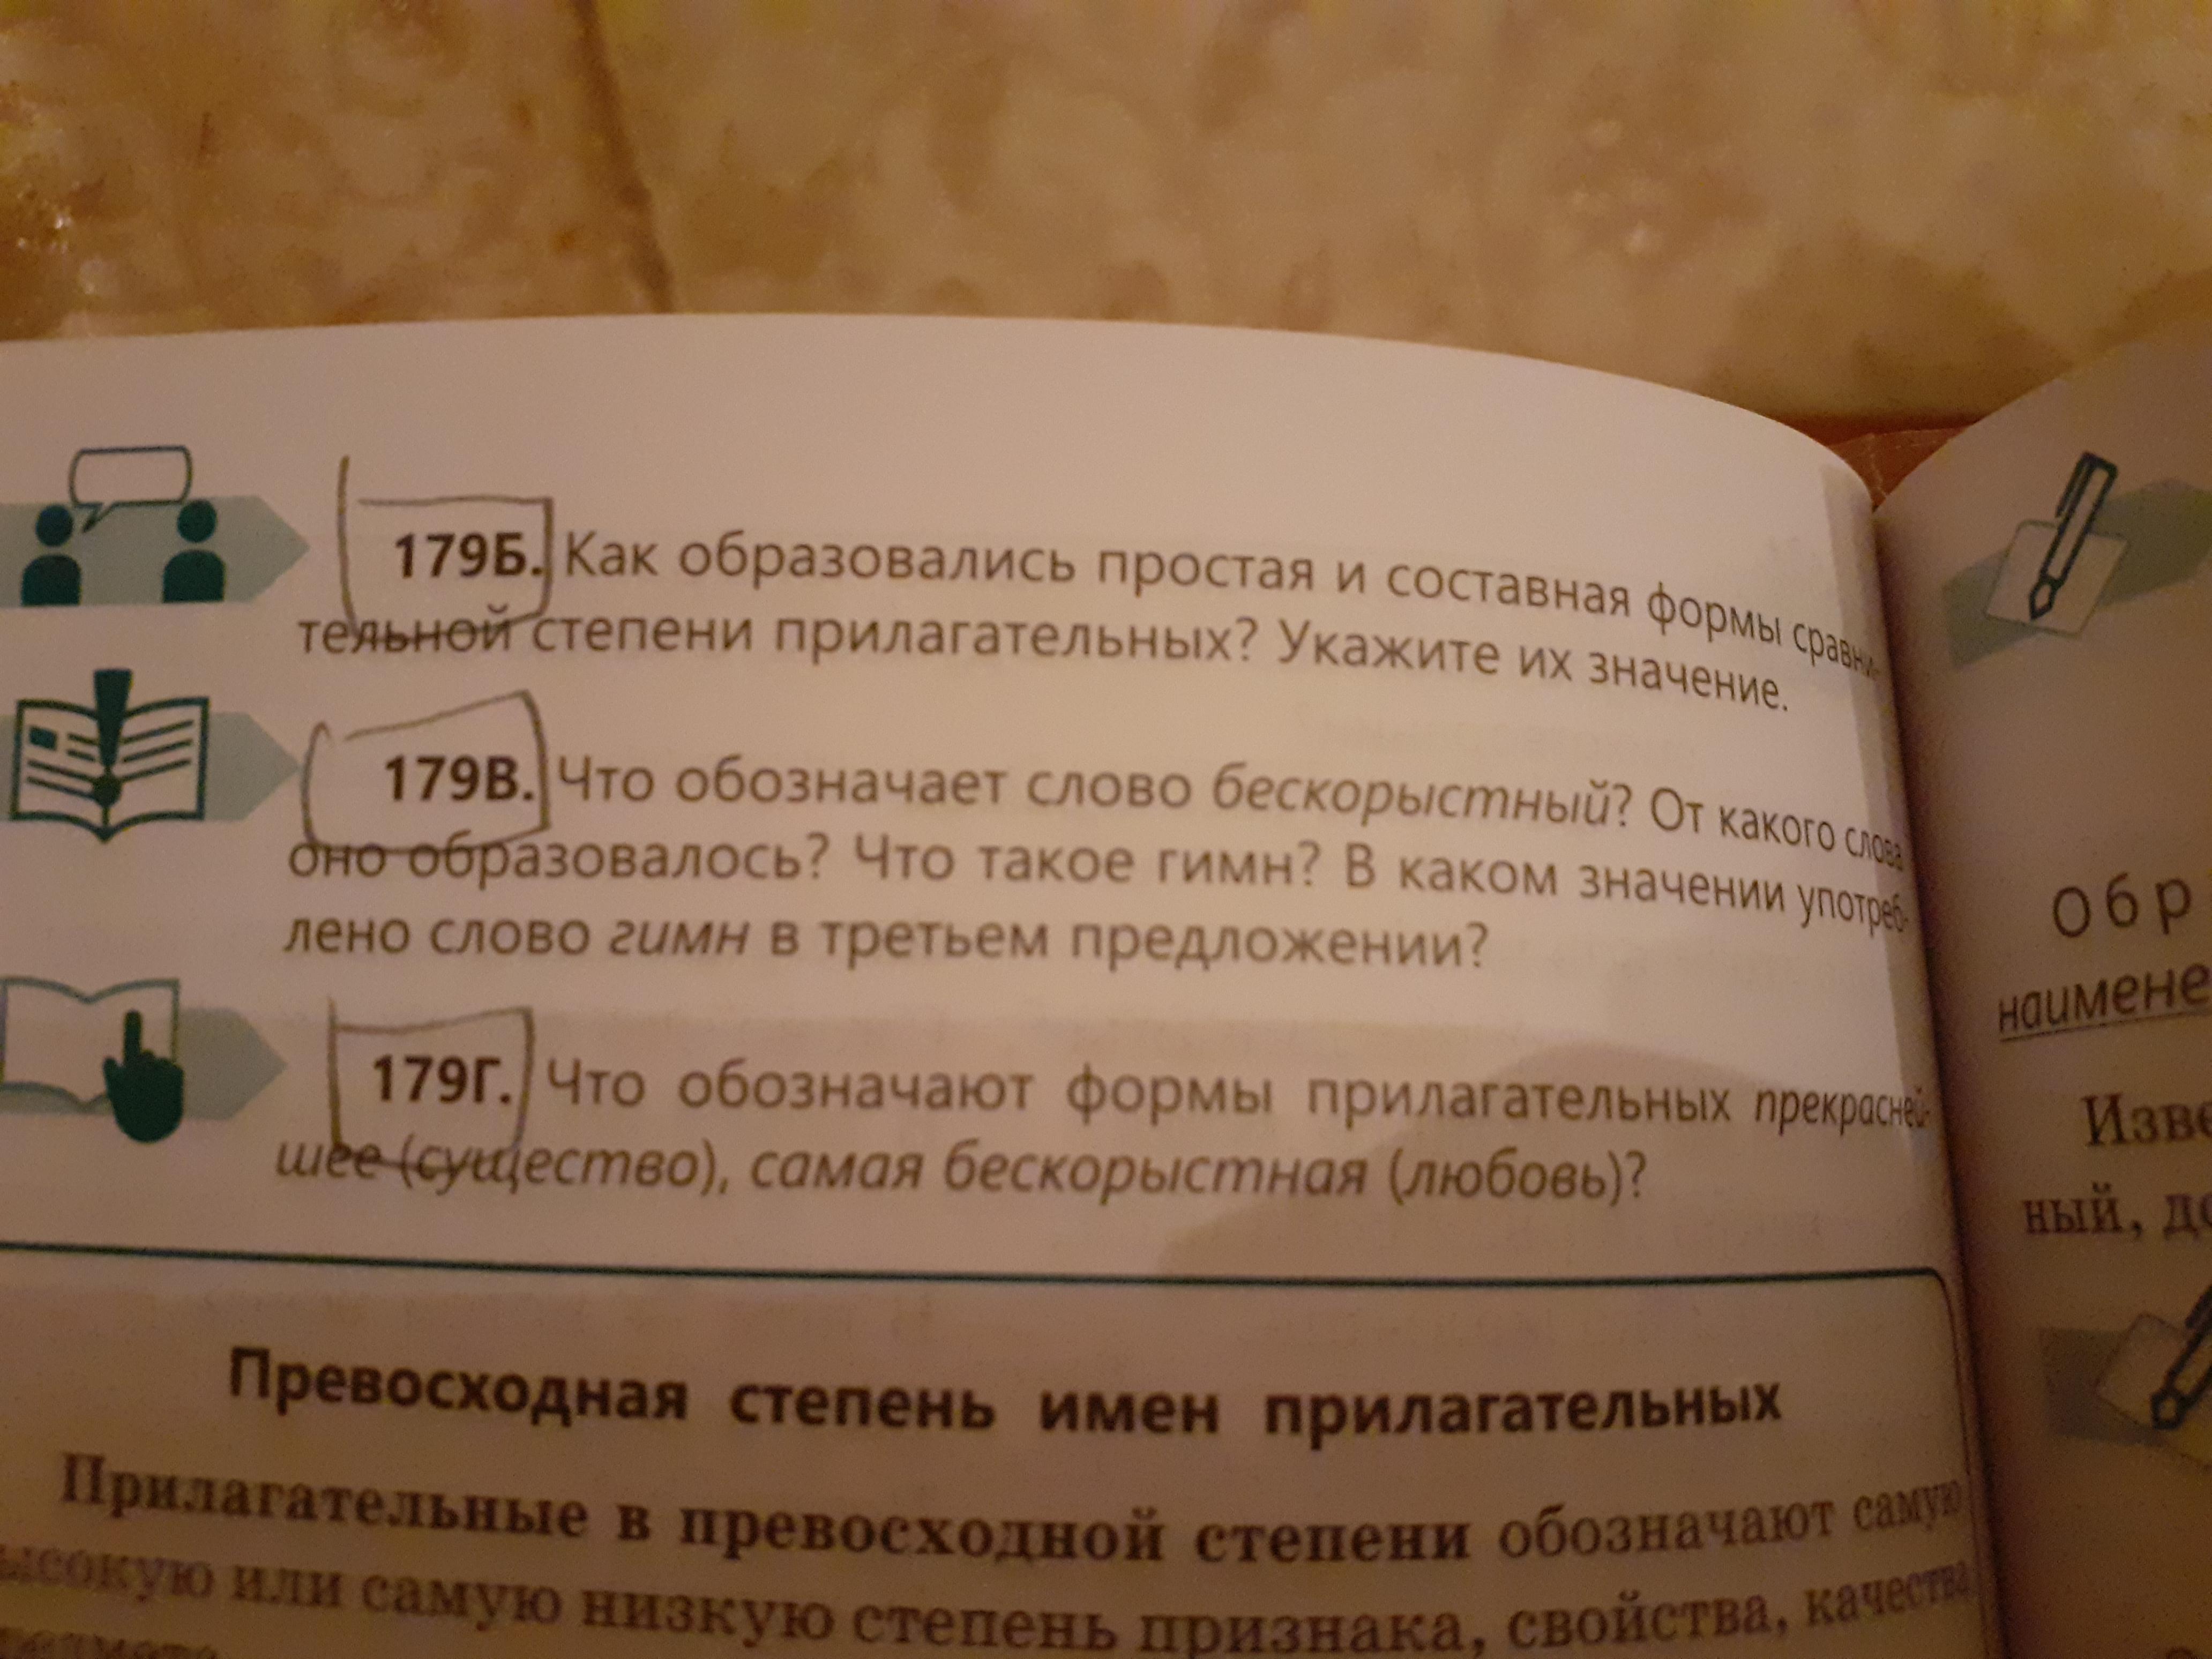 179Б. Как образовались простая и составная формы сравни-
тельной степени прилагательных? Укажите их значение.
179В. Что обозначает слово бескорыстный? От какого слова
оно образовалось? Что такое гимн? В каком значении употреб-
лено слово гимн в третьем предложении?
179Г. Что обозначают формы прилагательных прекрасней-
шее (существо), самая бескорыстная (любовь)?
Превосходная степень имен прилагательных
Прилагательные в превосходной степени обозначают самую
высокую или самую низкую степень признака, свойства, качества
Обр
наимене
Изве
ный, до